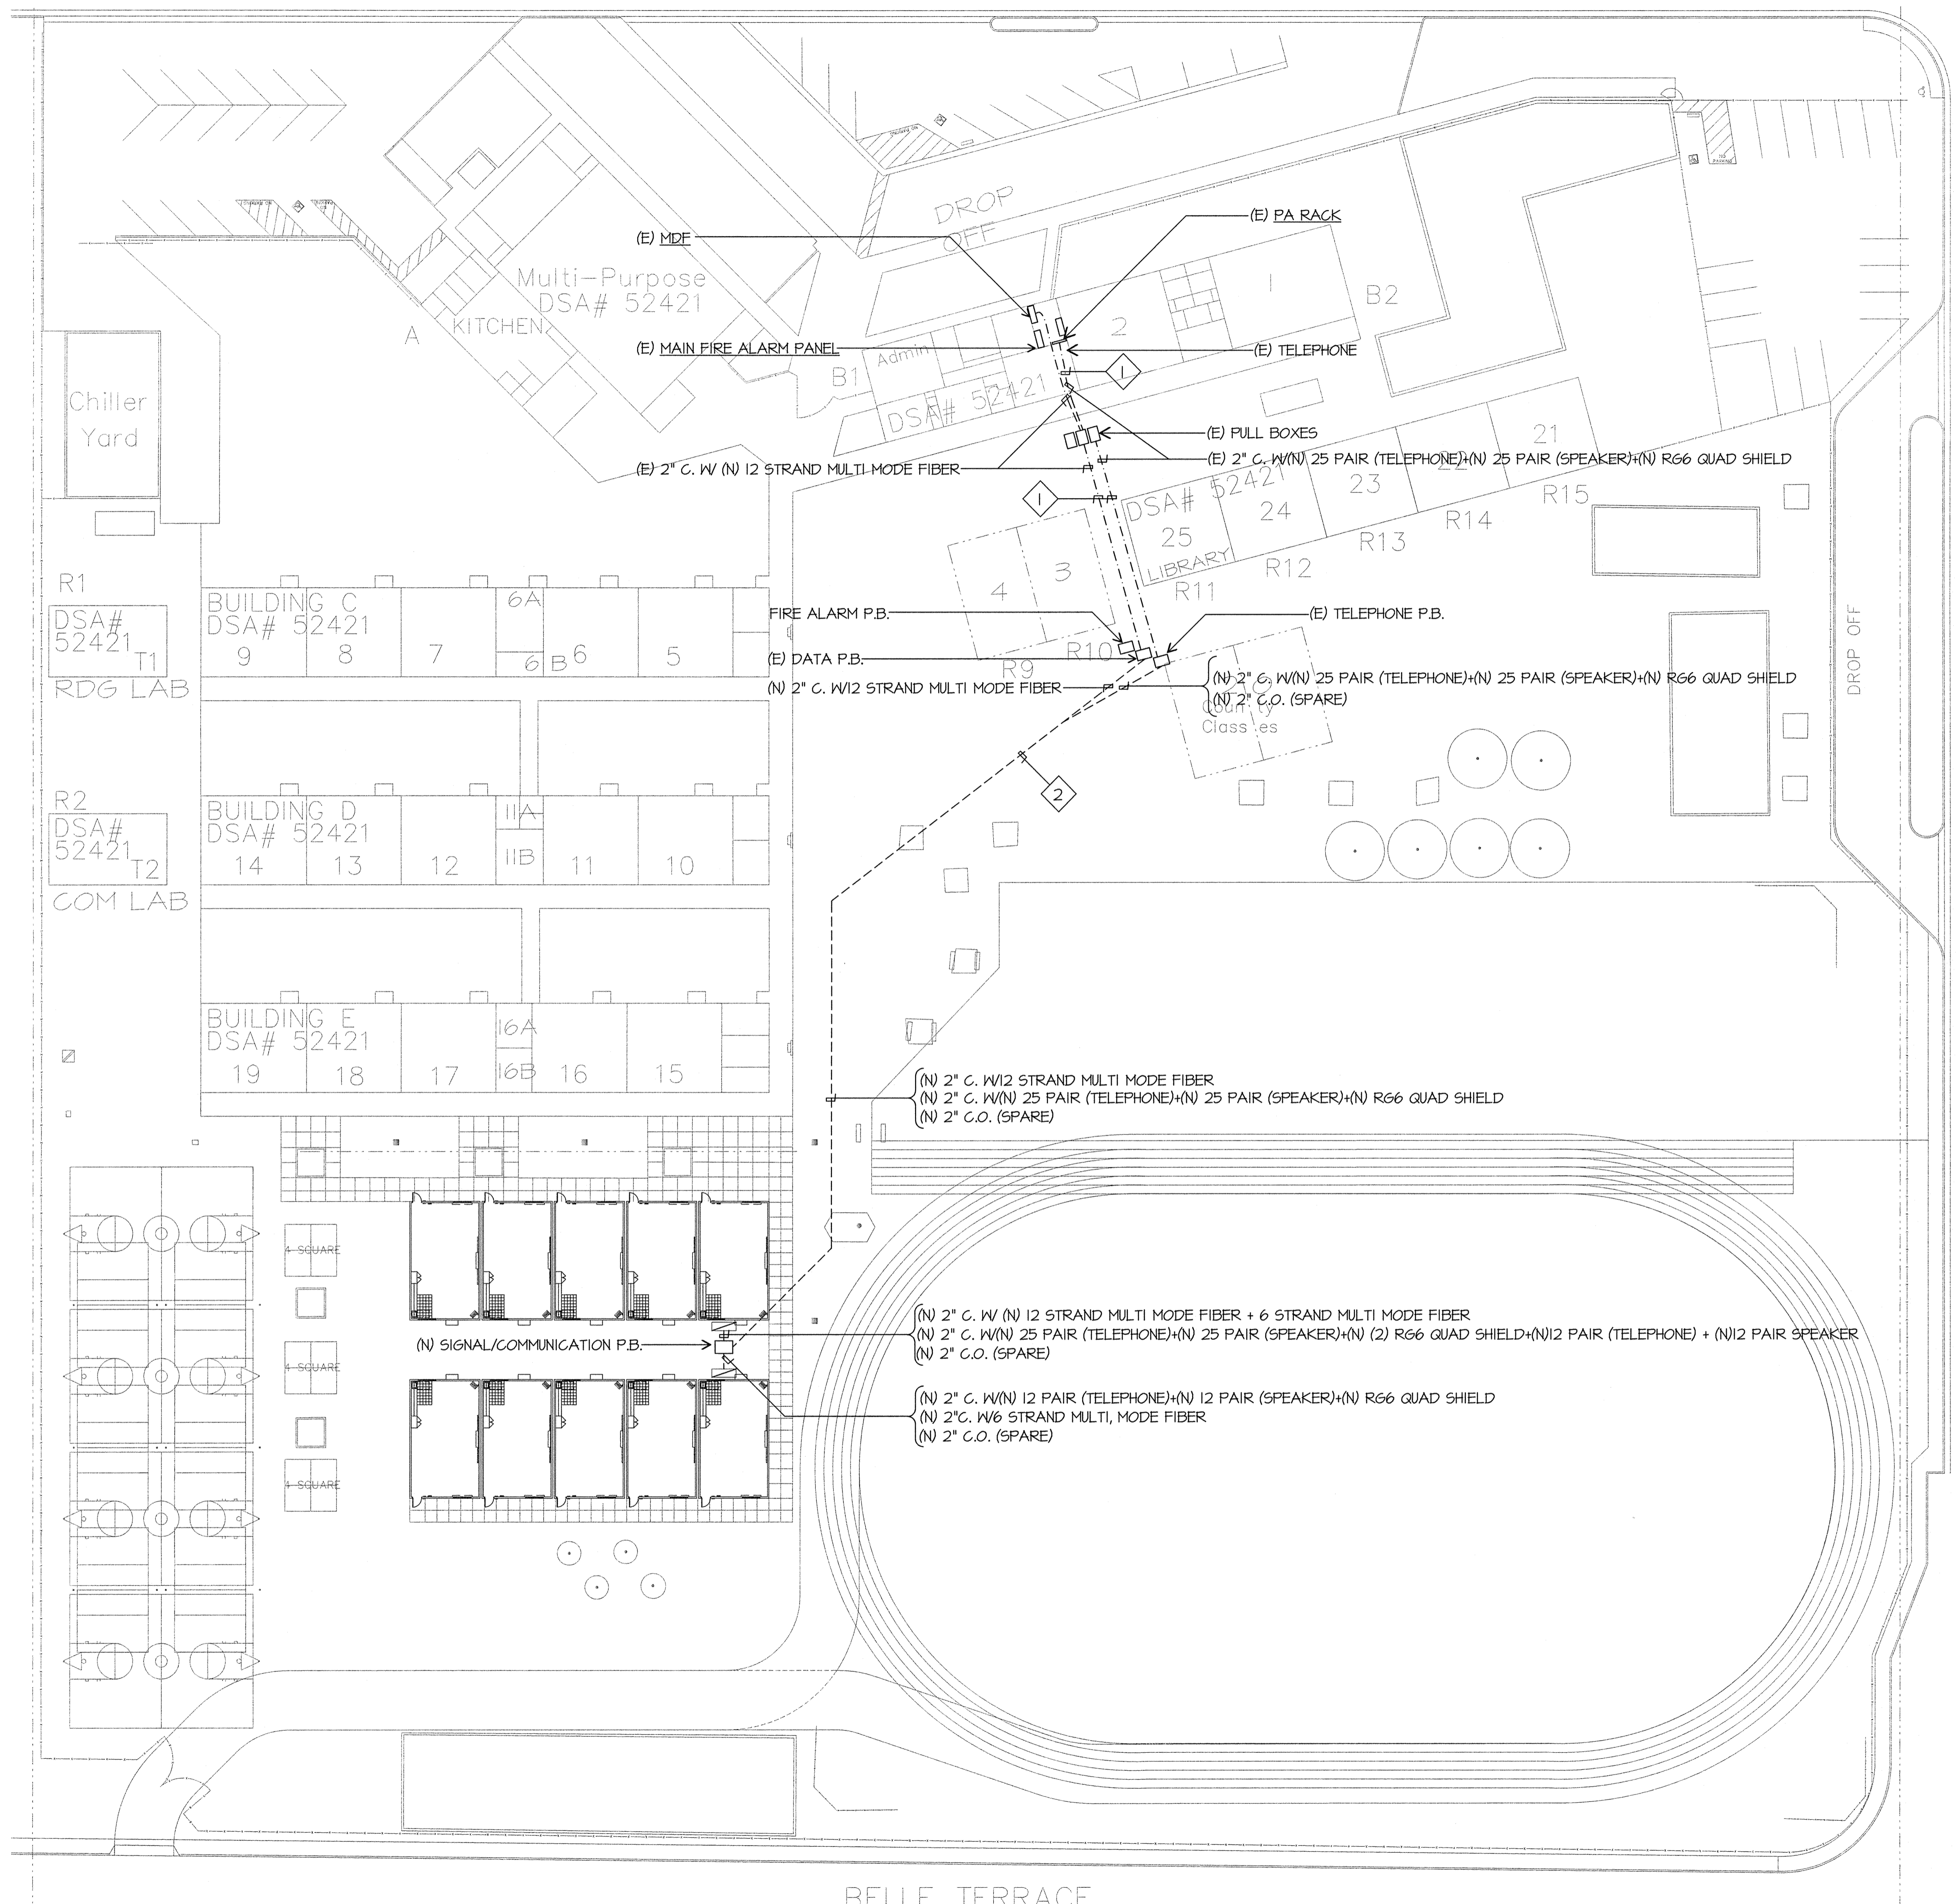 DROP
OFF
(E) PA RACK
(E) MDF
Multi-Purpose
DSA# 52421
KITCHEN
A
1
B2
2
(E) MAIN FIRE ALARM PANEL
Admin
(E) TELEPHONE
B1
1
DSA# 52421
Chiller
Yard
(E) PULL BOXES
21
(E) 2" C. W/(N) 25 PAIR (TELEPHONE)+(N) 25 PAIR (SPEAKER)+(N) RG6 QUAD SHIELD
(E) 2" C. W/ (N) 12 STRAND MULTI MODE FIBER
22
23
24
25
DSA# 52421
1
LIBRARY
R15
R14
R13
R12
R11
3
4
R1
DSA#
52421
T1
RDG LAB
BUILDING C
DSA# 52421
9
8
7
6A
6B
6
5
FIRE ALARM P.B.
(E) TELEPHONE P.B.
(E) DATA P.B.
R10
R9
(N) 2" C. W/12 STRAND MULTI MODE FIBER
(N) 2" C. W/(N) 25 PAIR (TELEPHONE)+(N) 25 PAIR (SPEAKER)+(N) RG6 QUAD SHIELD
(N) 2" C.O. (SPARE)
County
Classes
DROP OFF
2
R2
DSA#
52421
T2
COM LAB
BUILDING D
DSA# 52421
14
13
12
11A
11B
11
10
BUILDING E
DSA# 52421
19
18
17
16A
16B
16
15
(N) 2" C. W/12 STRAND MULTI MODE FIBER
(N) 2" C. W/(N) 25 PAIR (TELEPHONE)+(N) 25 PAIR (SPEAKER)+(N) RG6 QUAD SHIELD
(N) 2" C.O. (SPARE)
4 SQUARE
4 SQUARE
4 SQUARE
(N) SIGNAL/COMMUNICATION P.B.
(N) 2" C. W/ (N) 12 STRAND MULTI MODE FIBER + 6 STRAND MULTI MODE FIBER
(N) 2" C. W/(N) 25 PAIR (TELEPHONE)+(N) 25 PAIR (SPEAKER)+(N) (2) RG6 QUAD SHIELD+(N)12 PAIR (TELEPHONE) + (N)12 PAIR SPEAKER
(N) 2" C.O. (SPARE)
(N) 2" C. W/(N) 12 PAIR (TELEPHONE)+(N) 12 PAIR (SPEAKER)+(N) RG6 QUAD SHIELD
(N) 2"C. W/6 STRAND MULTI, MODE FIBER
(N) 2" C.O. (SPARE)
BELLE TERRACE